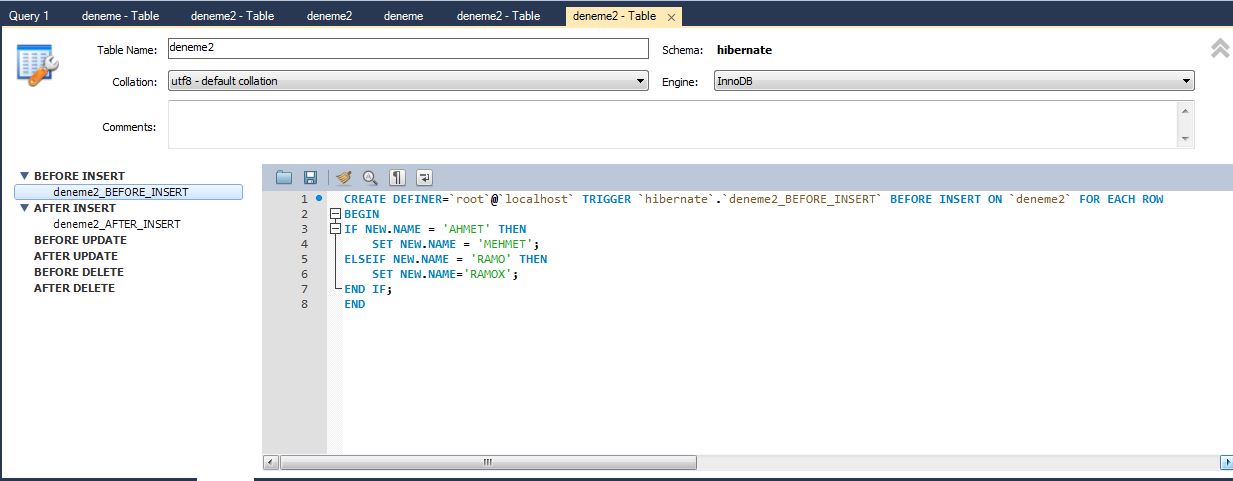 Query 1 deneme - Table deneme2 - Table deneme2 deneme deneme2 - Table deneme2 - Table ×
Table Name: deneme2 Schema: hibernate
Collation: utf8 - default collation Engine: InnoDB
Comments:
BEFORE INSERT
deneme2_BEFORE_INSERT
AFTER INSERT
deneme2_AFTER_INSERT
BEFORE UPDATE
AFTER UPDATE
BEFORE DELETE
AFTER DELETE
1 CREATE DEFINER=`root`@`localhost` TRIGGER `hibernate`.`deneme2_BEFORE_INSERT` BEFORE INSERT ON `deneme2` FOR EACH ROW
2 BEGIN
3 IF NEW.NAME = 'AHMET' THEN
4 SET NEW.NAME = 'MEHMET';
5 ELSEIF NEW.NAME = 'RAMO' THEN
6 SET NEW.NAME='RAMOX';
7 END IF;
8 END